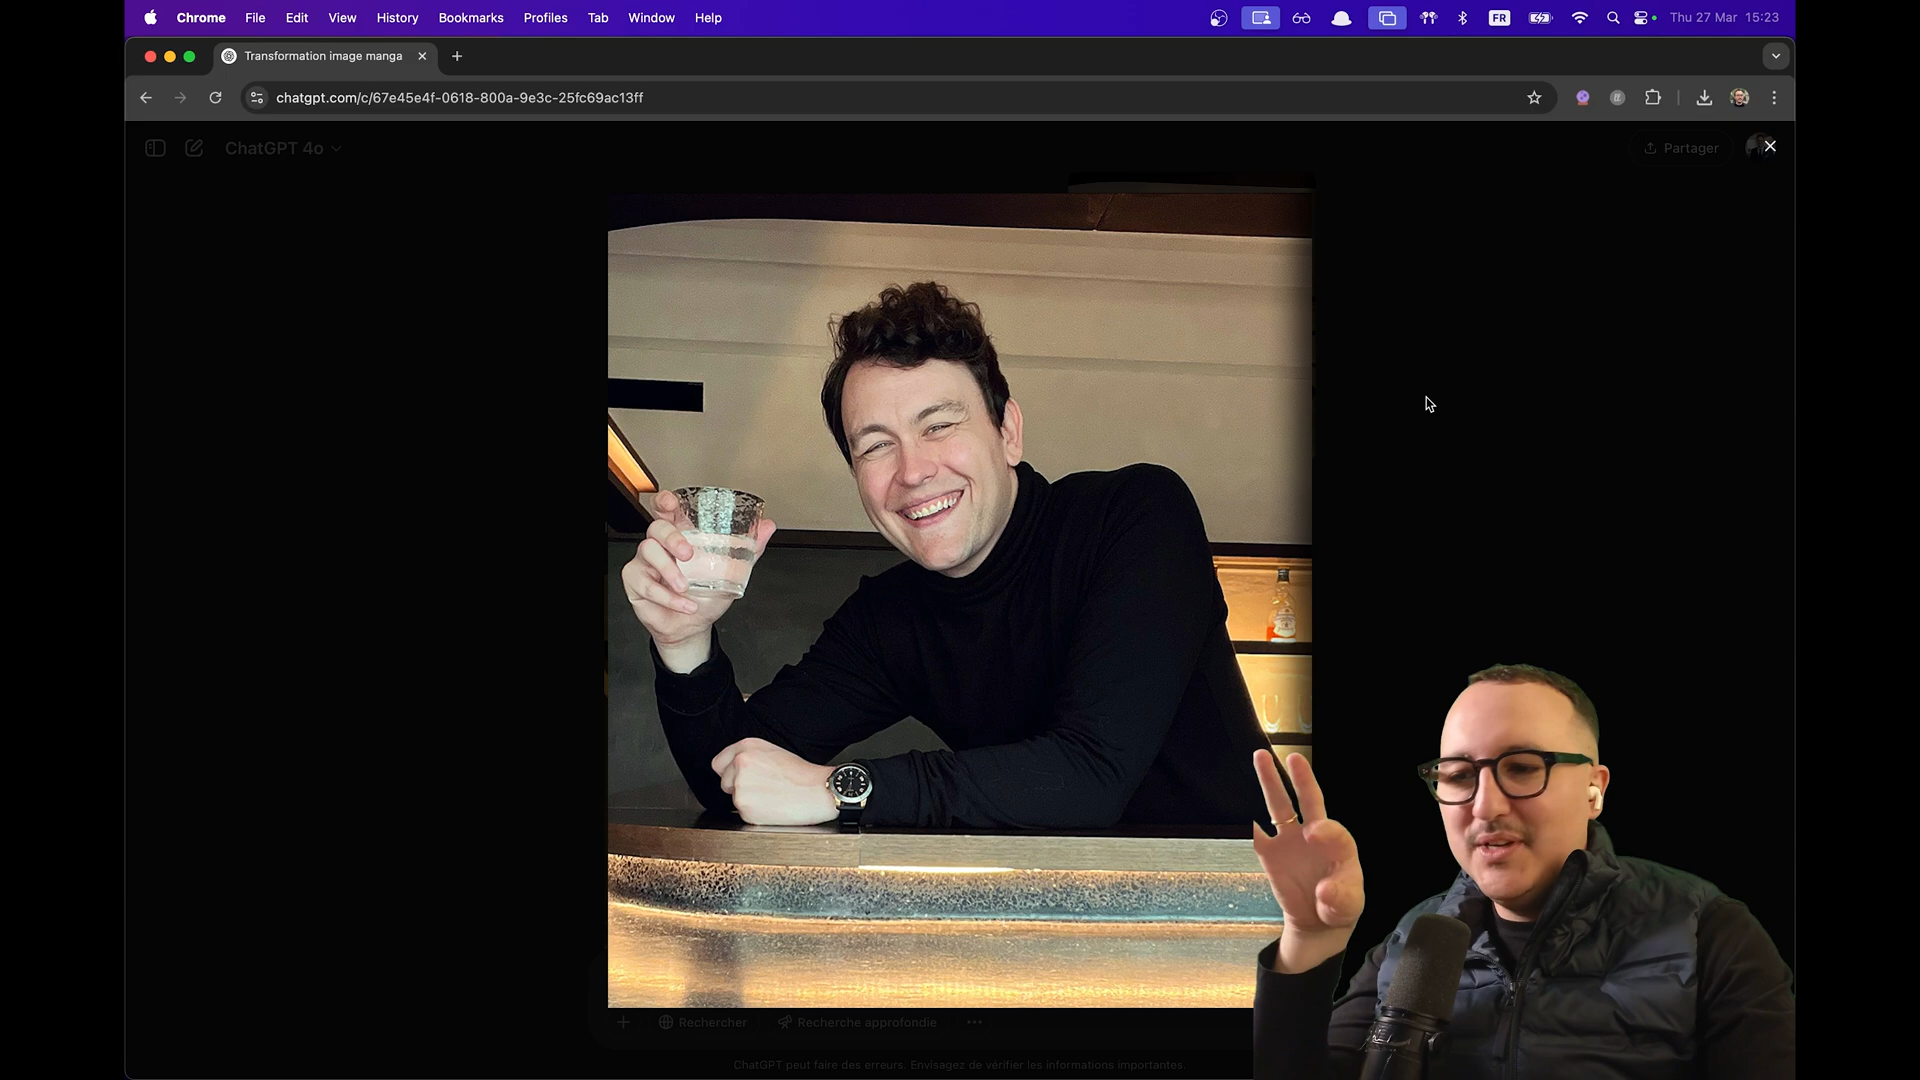 Chrome File Edit View History Bookmarks Profiles Tab Window Help FR Thu 27 Mar 15:23
Transformation image manga
chatgpt.com/c/67e45e4f-0618-800a-9e3c-25fc69ac13ff
ChatGPT 4o Partager
Rechercher Recherche approfondie
ChatGPT peut faire des erreurs. Envisagez de vérifier les informations importantes.